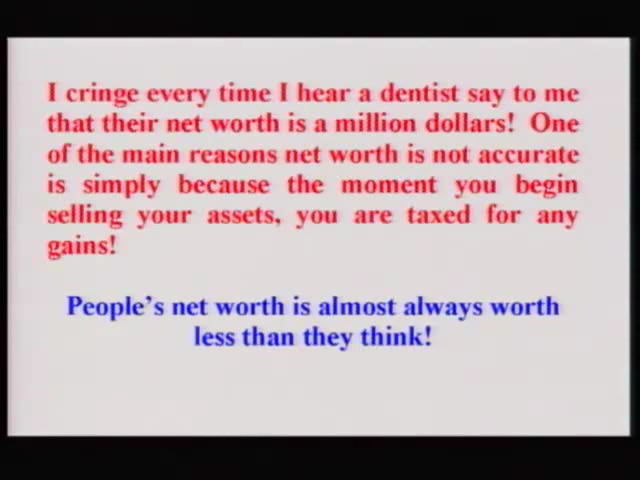 I cringe every time I hear a dentist say to me
that their net worth is a million dollars! One
of the main reasons net worth is not accurate
is simply because the moment you begin
selling your assets, you are taxed for any
gains!
People's net worth is almost always worth
less than they think!